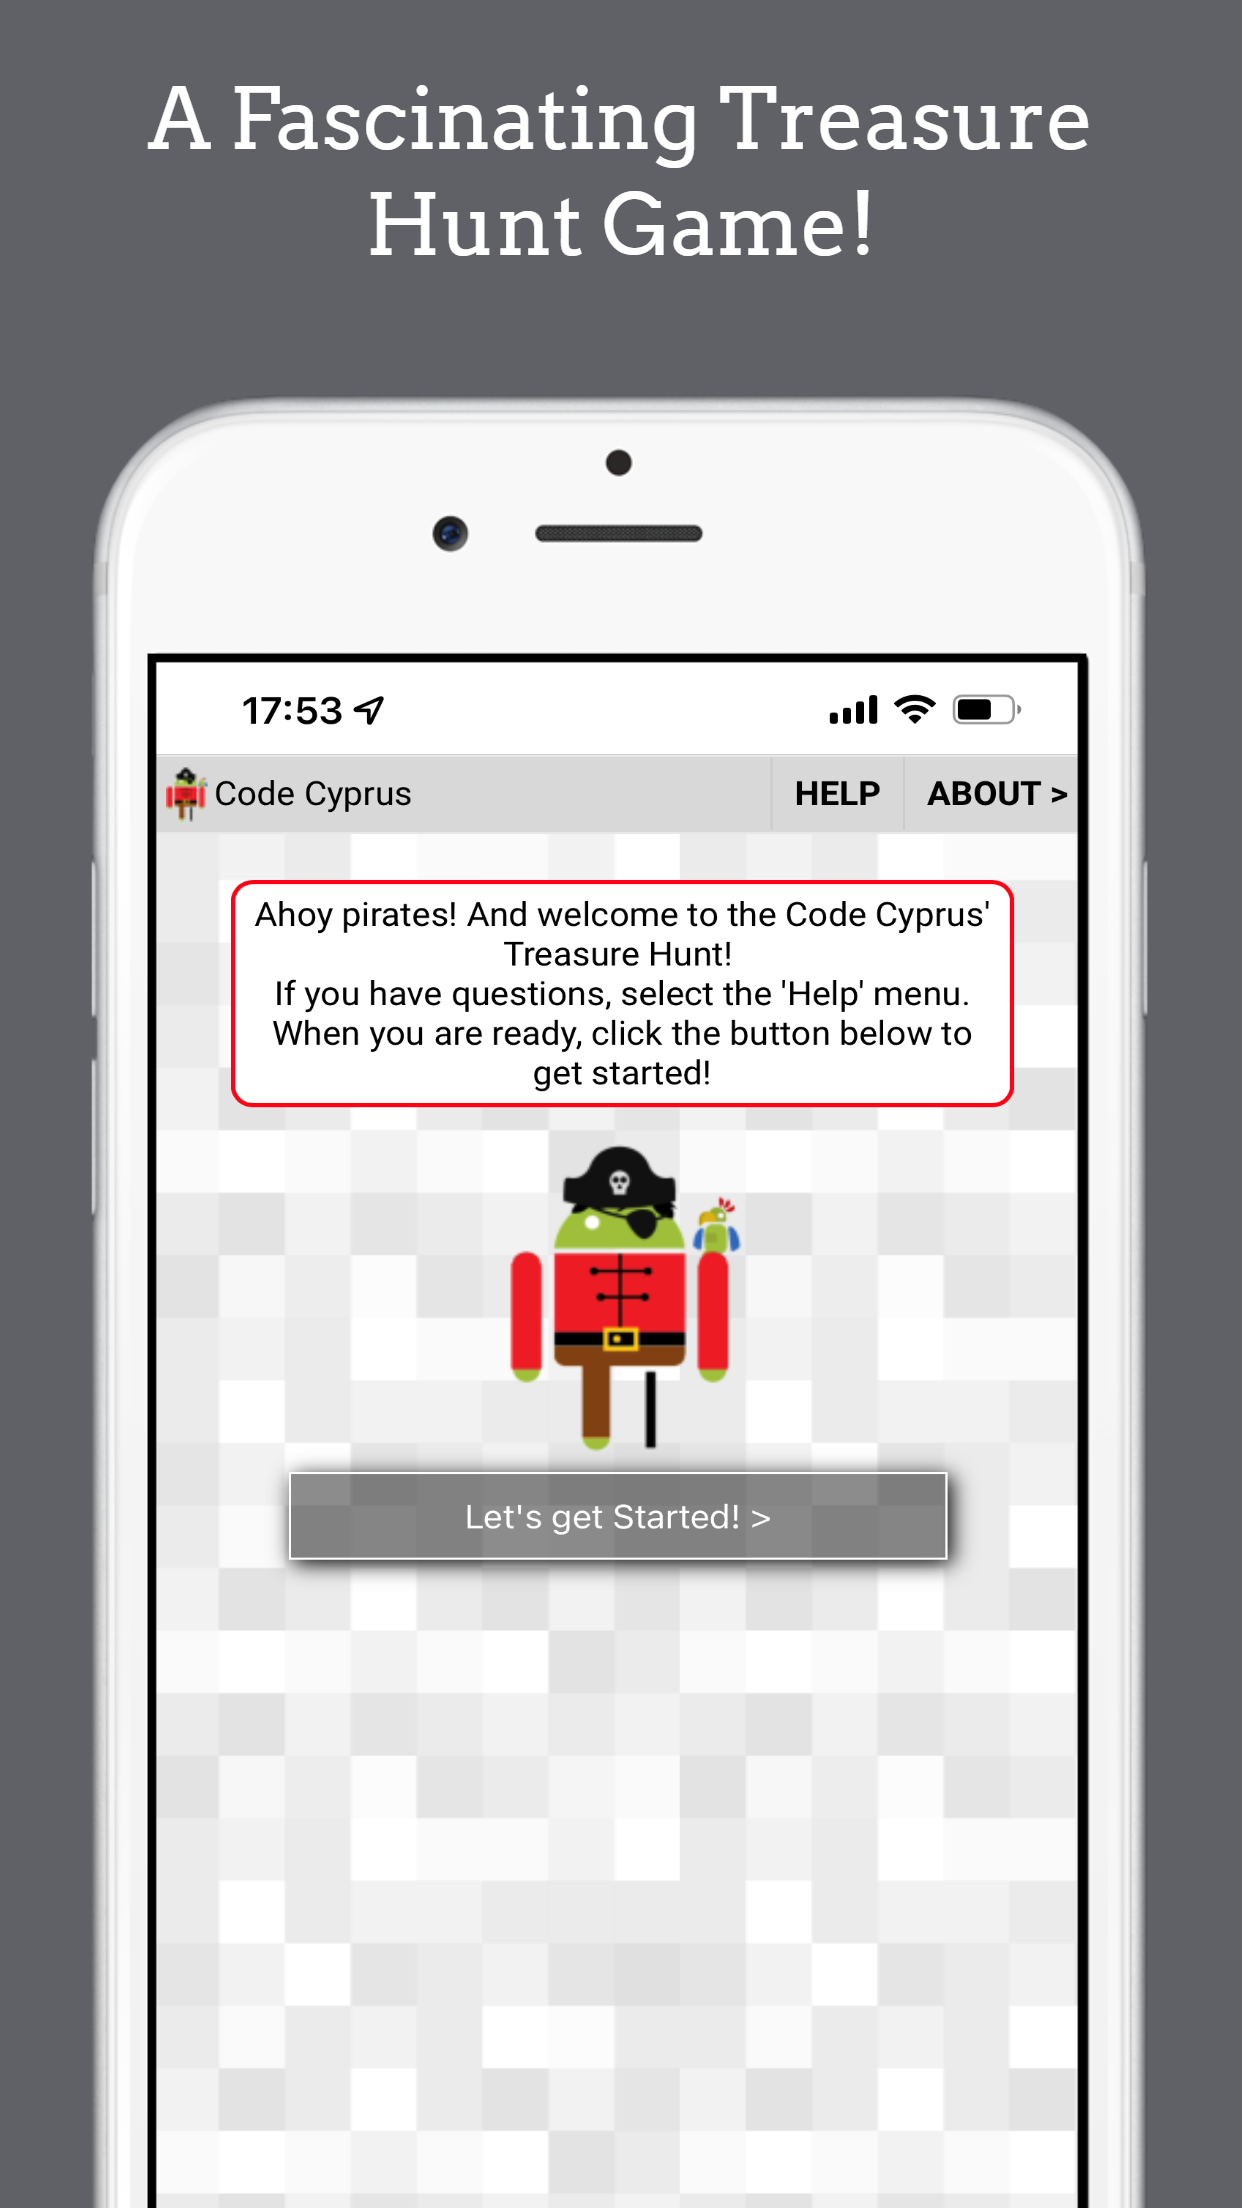 A Fascinating Treasure
Hunt Game!
17:53
Code Cyprus
HELP
ABOUT >
Ahoy pirates! And welcome to the Code Cyprus'
Treasure Hunt!
If you have questions, select the 'Help' menu.
When you are ready, click the button below to
get started!
Let's get Started! >